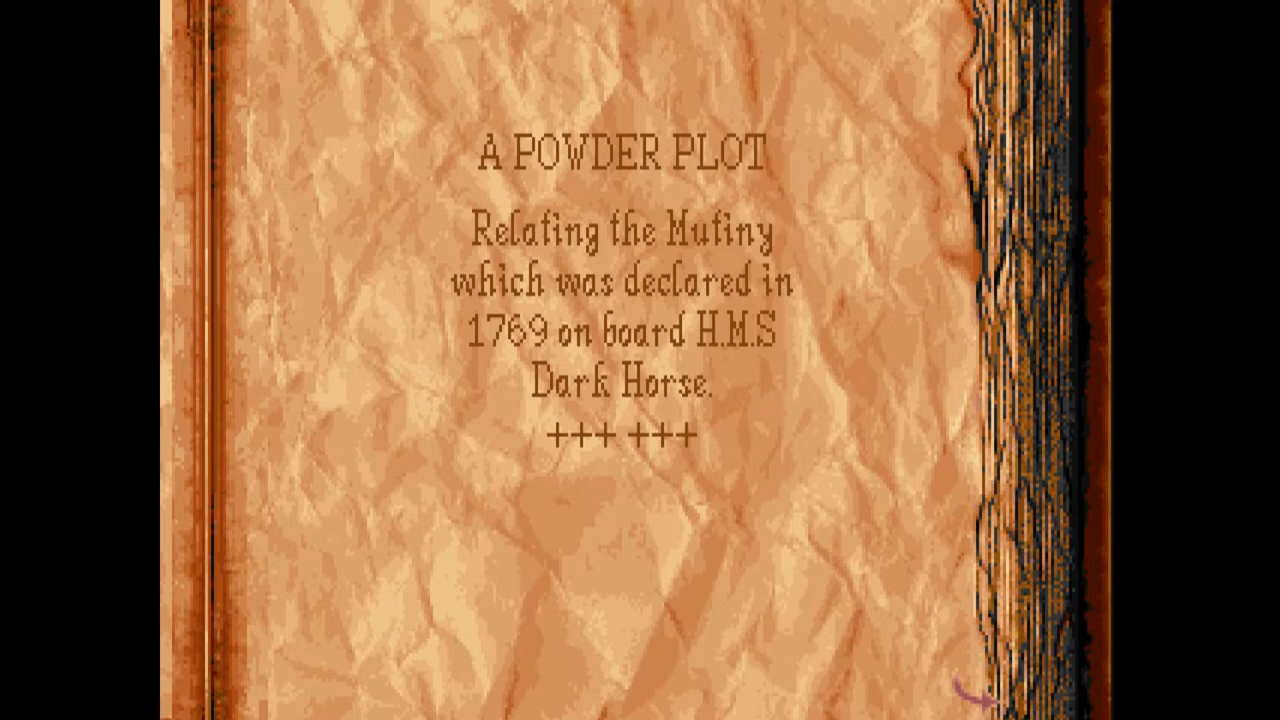 A POWDER PLOT
Relating the Mutiny
which was declared in
1769 on board H.M.S
Dark Horse.
+++ +++